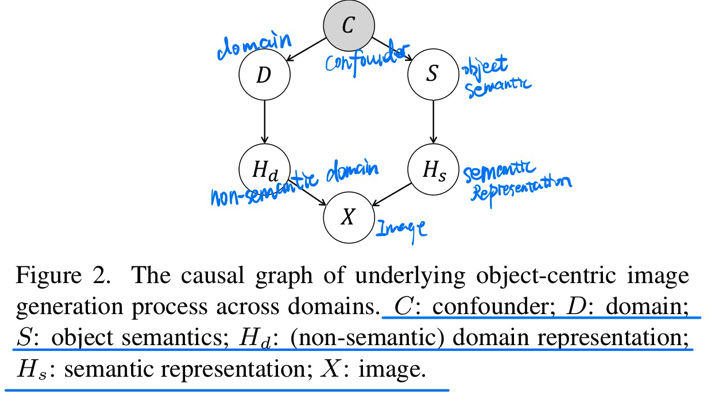 C
domain
confounder
D
S
object
semantic
H_d
non-semantic domain
H_s
semantic
Representation
X
Image
Figure 2. The causal graph of underlying object-centric image
generation process across domains. C: confounder; D: domain;
S: object semantics; H_d: (non-semantic) domain representation;
H_s: semantic representation; X: image.